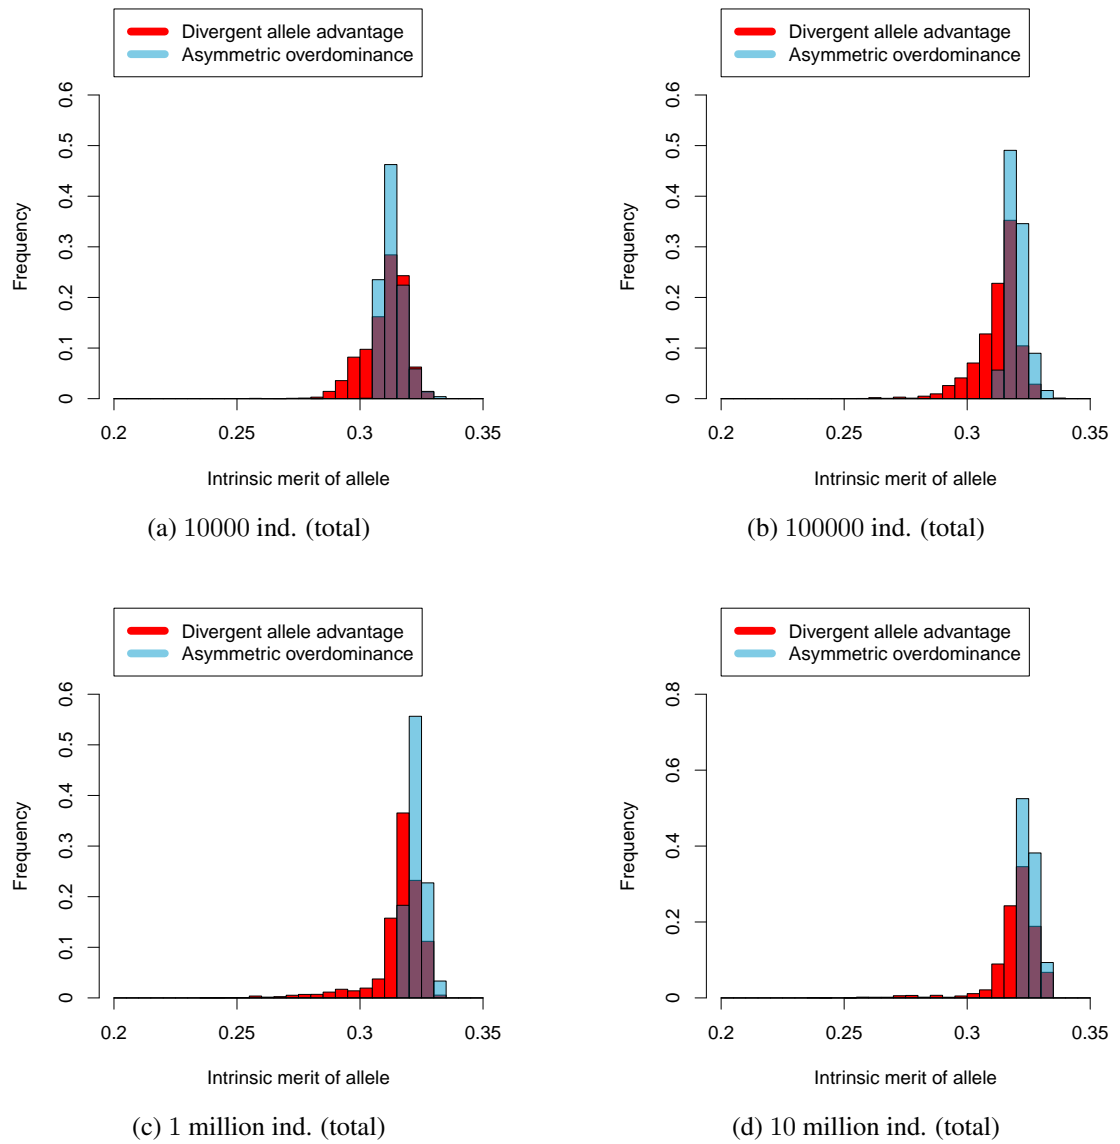 Divergent allele advantage
Asymmetric overdominance
0.6
0.5
0.4
0.3
0.2
0.1
0
Frequency
0.2 0.25 0.3 0.35
Intrinsic merit of allele
(a) 10000 ind. (total)
Divergent allele advantage
Asymmetric overdominance
0.6
0.5
0.4
0.3
0.2
0.1
0
Frequency
0.2 0.25 0.3 0.35
Intrinsic merit of allele
(b) 100000 ind. (total)
Divergent allele advantage
Asymmetric overdominance
0.6
0.5
0.4
0.3
0.2
0.1
0
Frequency
0.2 0.25 0.3 0.35
Intrinsic merit of allele
(c) 1 million ind. (total)
Divergent allele advantage
Asymmetric overdominance
0.8
0.6
0.4
0.2
0
Frequency
0.2 0.25 0.3 0.35
Intrinsic merit of allele
(d) 10 million ind. (total)